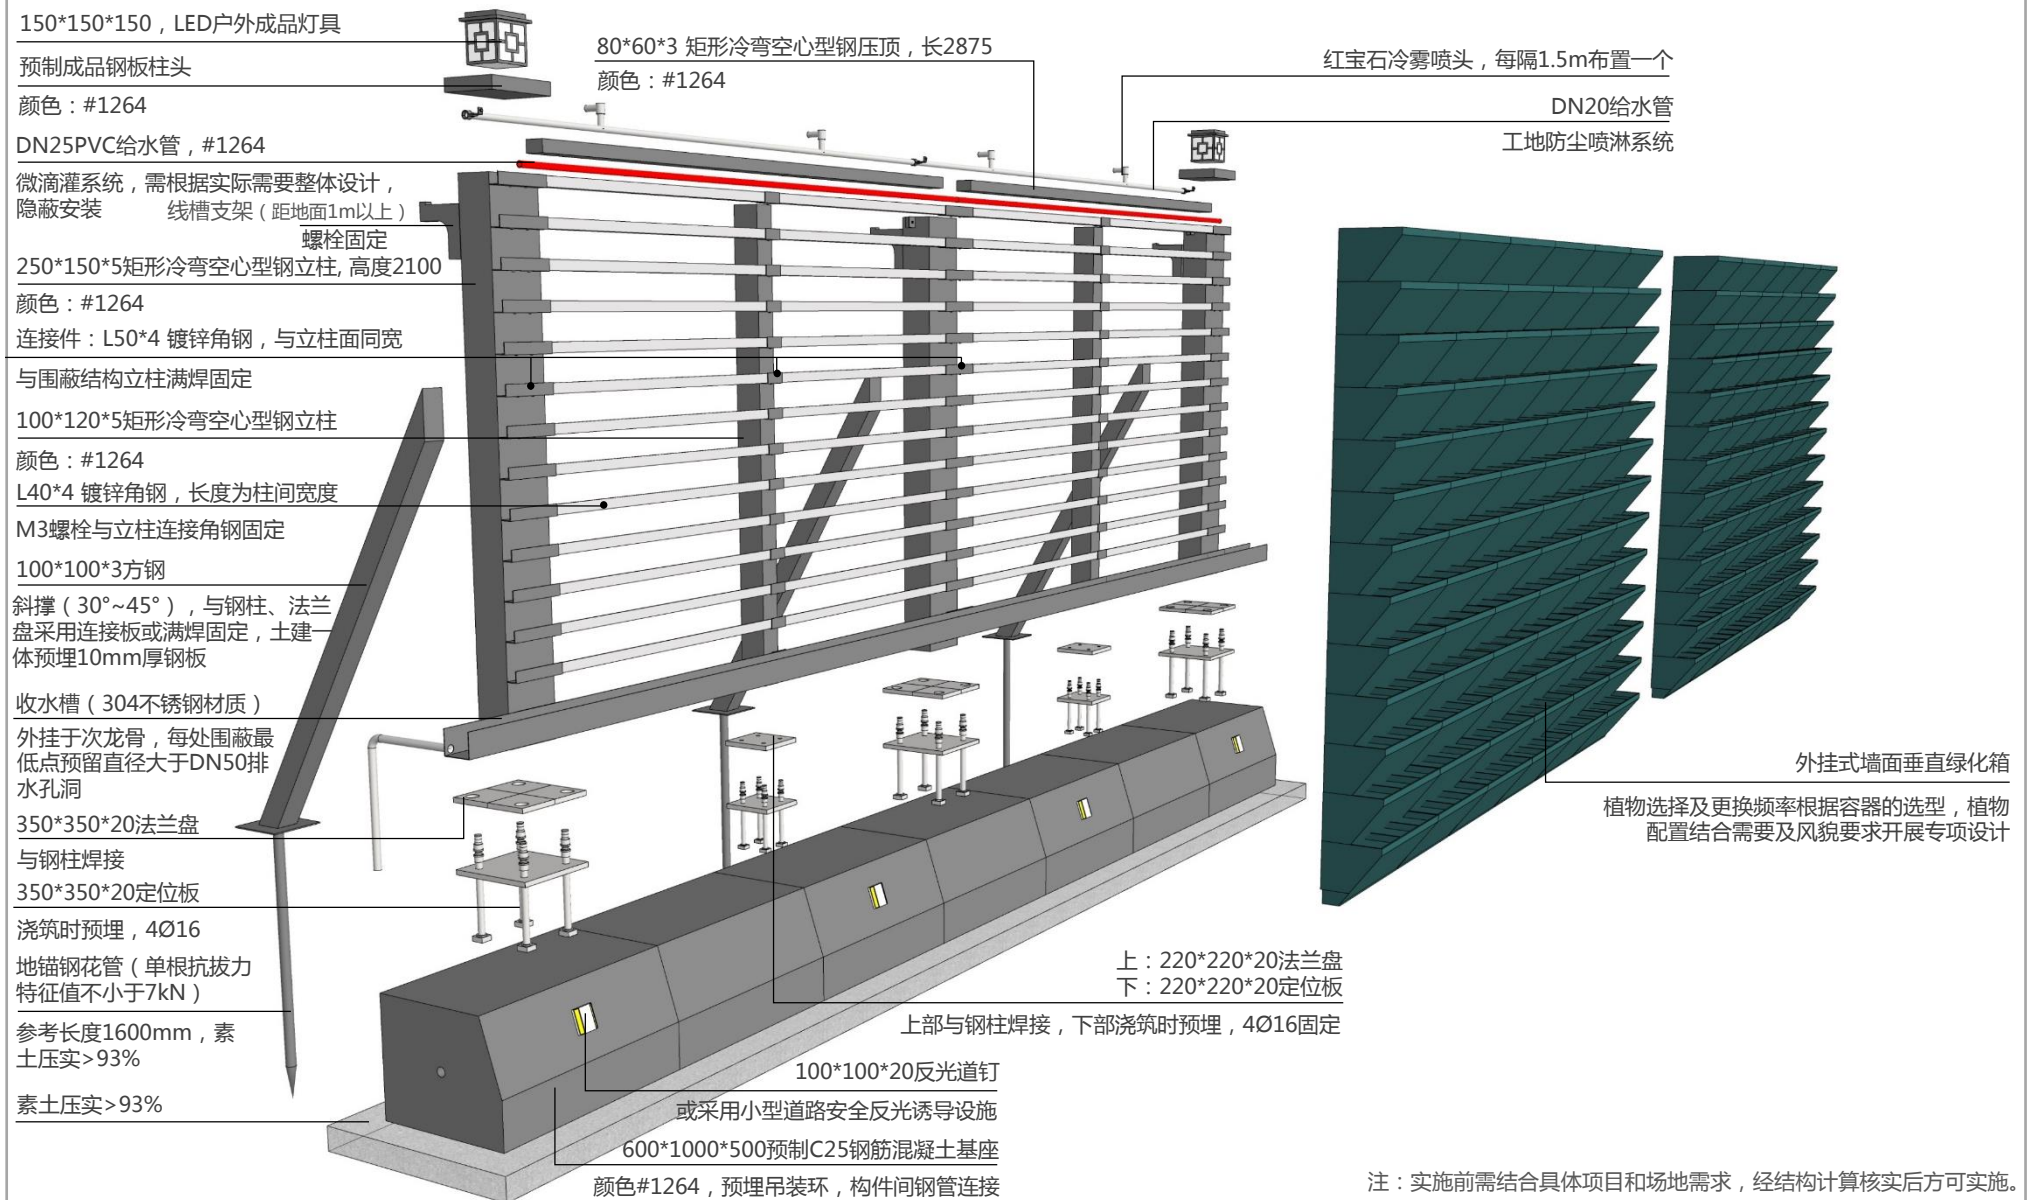 150*150*150，LED户外成品灯具
预制成品钢板柱头
颜色：#1264
DN25PVC给水管，#1264
微滴灌系统，需根据实际需要整体设计，
隐蔽安装
线槽支架（距地面1m以上）
螺栓固定
250*150*5矩形冷弯空心型钢立柱, 高度2100
颜色：#1264
连接件：L50*4 镀锌角钢，与立柱面同宽
与围蔽结构立柱满焊固定
100*120*5矩形冷弯空心型钢立柱
颜色：#1264
L40*4 镀锌角钢，长度为柱间宽度
M3螺栓与立柱连接角钢固定
100*100*3方钢
斜撑（30°~45°），与钢柱、法兰
盘采用连接板或满焊固定，土建一
体预埋10mm厚钢板
收水槽（304不锈钢材质）
外挂于次龙骨，每处围蔽最
低点预留直径大于DN50排
水孔洞
350*350*20法兰盘
与钢柱焊接
350*350*20定位板
浇筑时预埋，4Ø16
地锚钢花管（单根抗拔力
特征值不小于7kN）
参考长度1600mm，素
土压实>93%
素土压实>93%
80*60*3 矩形冷弯空心型钢压顶，长2875
颜色：#1264
红宝石冷雾喷头，每隔1.5m布置一个
DN20给水管
工地防尘喷淋系统
外挂式墙面垂直绿化箱
植物选择及更换频率根据容器的选型，植物
配置结合需要及风貌要求开展专项设计
上：220*220*20法兰盘
下：220*220*20定位板
上部与钢柱焊接，下部浇筑时预埋，4Ø16固定
100*100*20反光道钉
或采用小型道路安全反光诱导设施
600*1000*500预制C25钢筋混凝土基座
颜色#1264，预埋吊装环，构件间钢管连接
注：实施前需结合具体项目和场地需求，经结构计算核实后方可实施。